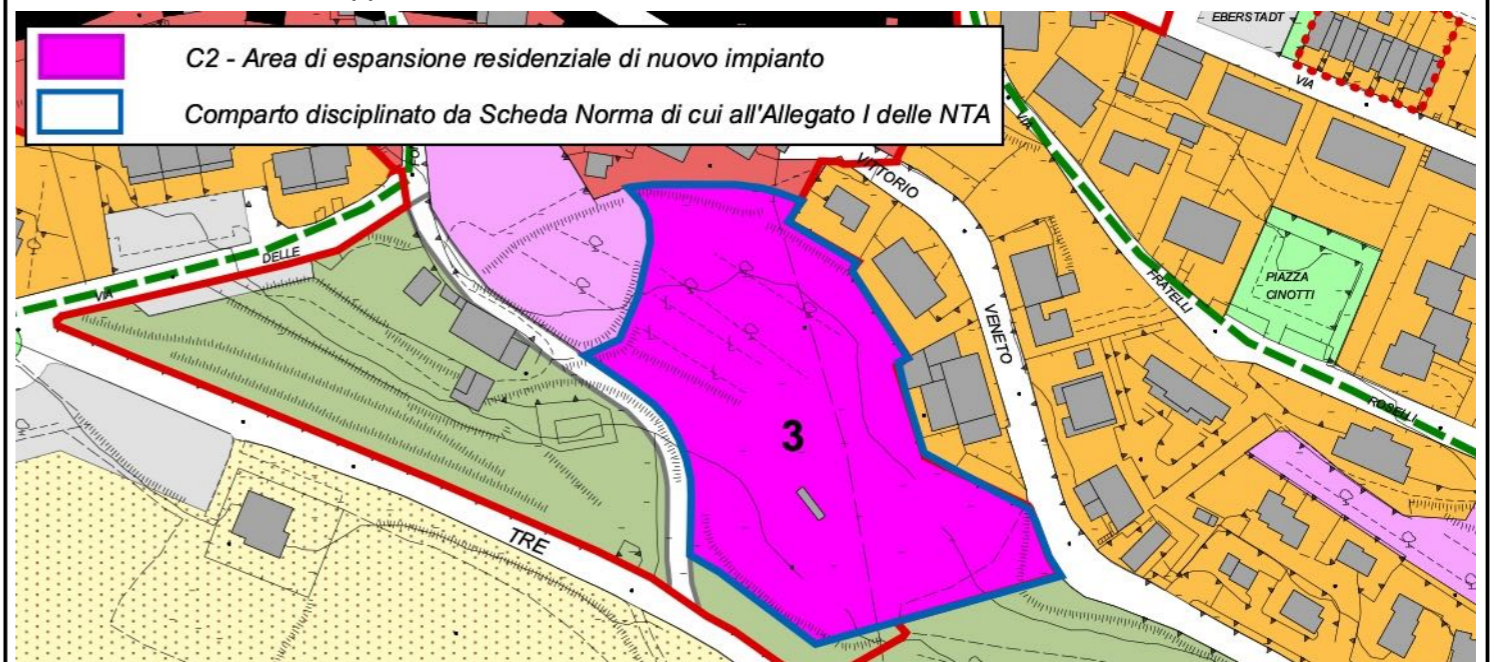 C2 - Area di espansione residenziale di nuovo impianto
Comparto disciplinato da Scheda Norma di cui all'Allegato I delle NTA
EBERSTADT
VIA
VIA
VITTORIO
VENETO
FRATELLI
ROSELLI
PIAZZA
CINOTTI
VIA
DELLE
3
TRE